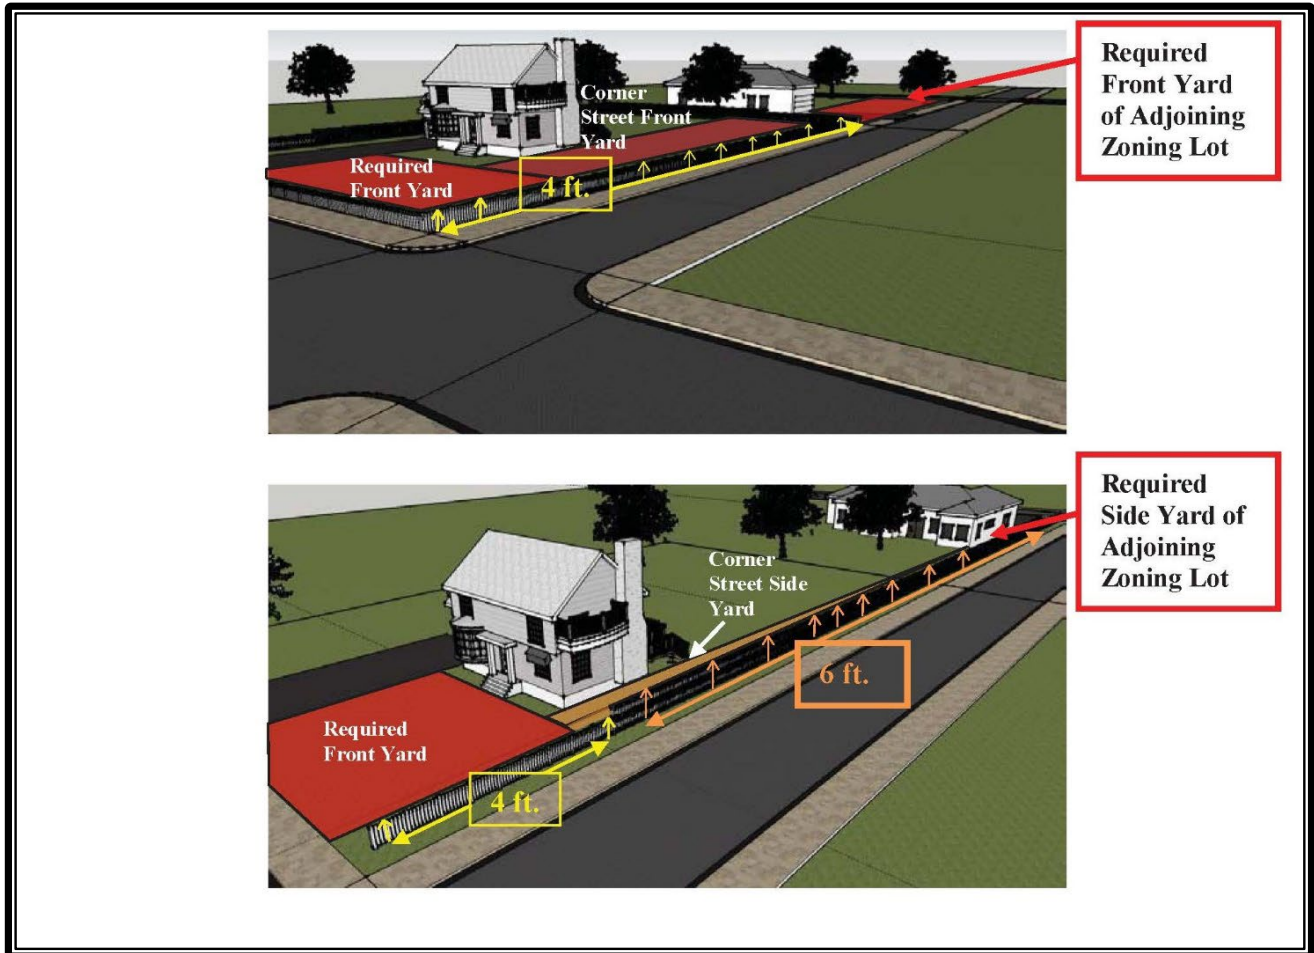 Required
Front Yard
of Adjoining
Zoning Lot
Corner
Street Front
Yard
Required
Front Yard
4 ft.
Required
Side Yard of
Adjoining
Zoning Lot
Corner
Street Side
Yard
6 ft.
Required
Front Yard
4 ft.